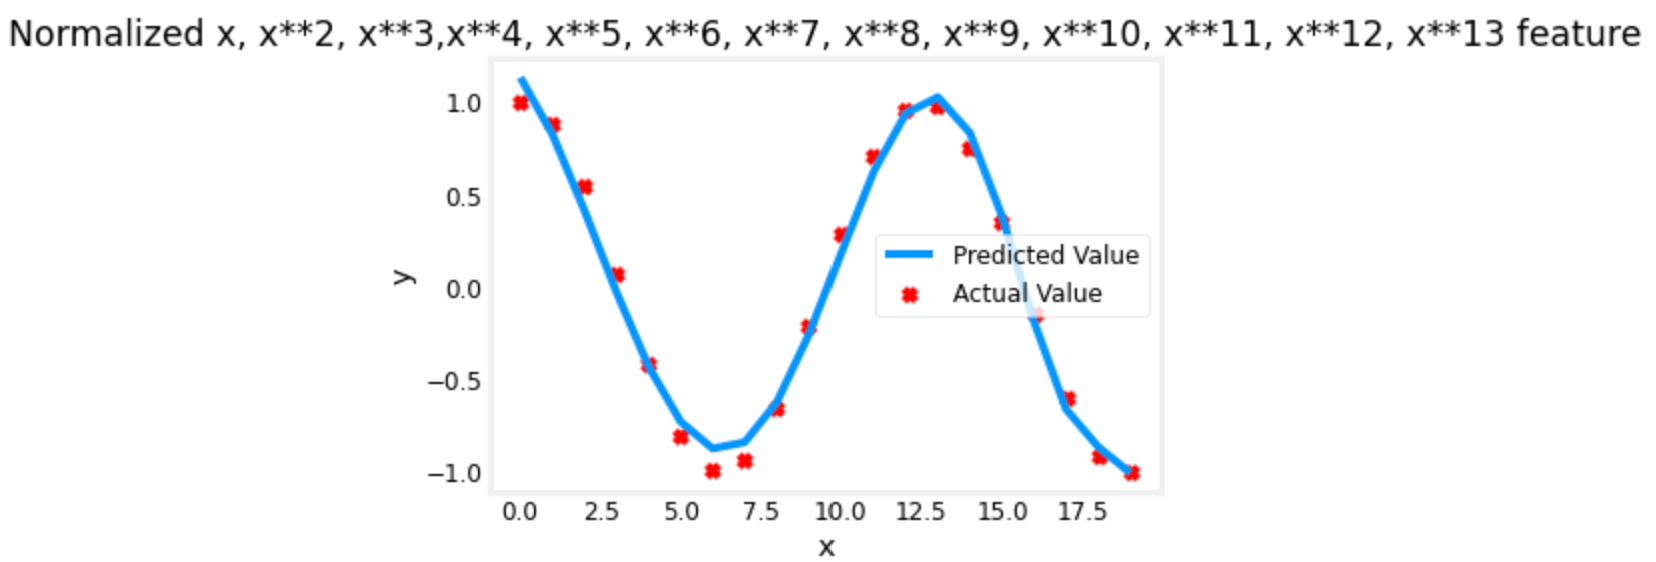 Normalized x, x**2, x**3,x**4, x**5, x**6, x**7, x**8, x**9, x**10, x**11, x**12, x**13 feature
1.0
0.5
0.0
−0.5
−1.0
y
Predicted Value
Actual Value
0.0 2.5 5.0 7.5 10.0 12.5 15.0 17.5
x